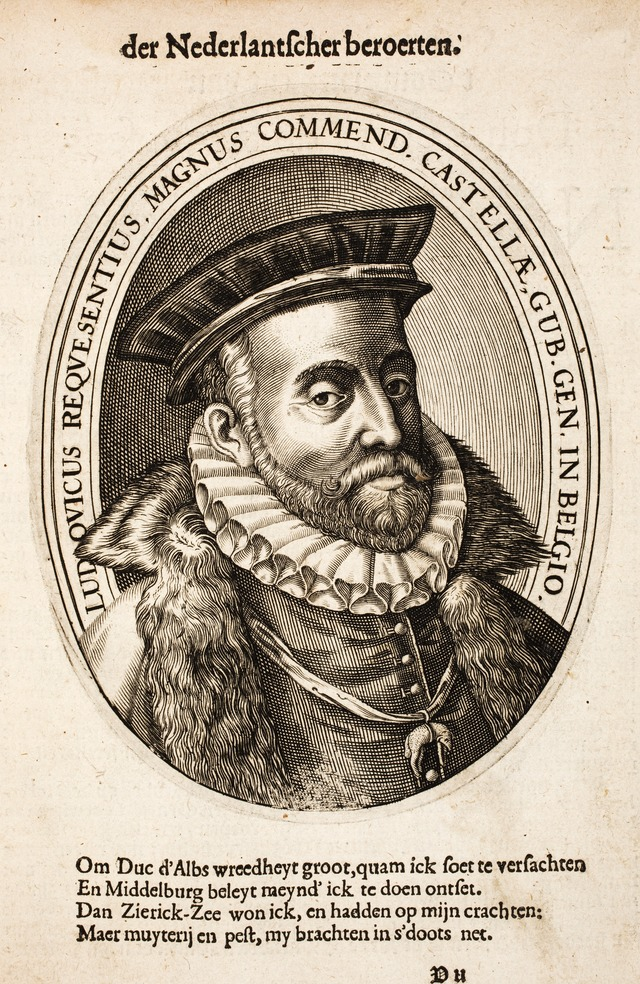 der Nederlantſcher beroerten.
LUDOVICUS REQVESENTIUS, MAGNUS COMMEND. CASTELLÆ, GUB. GEN. IN BELGIO.
Om Duc d'Albs wreedheyt groot, quam ick ſoet te verſachten
En Middelburg beleyt meynd' ick te doen ontſet.
Dan Zierick-Zee won ick, en hadden op mijn crachten:
Maer muyterij en peſt, my brachten in s'doots net.
Du